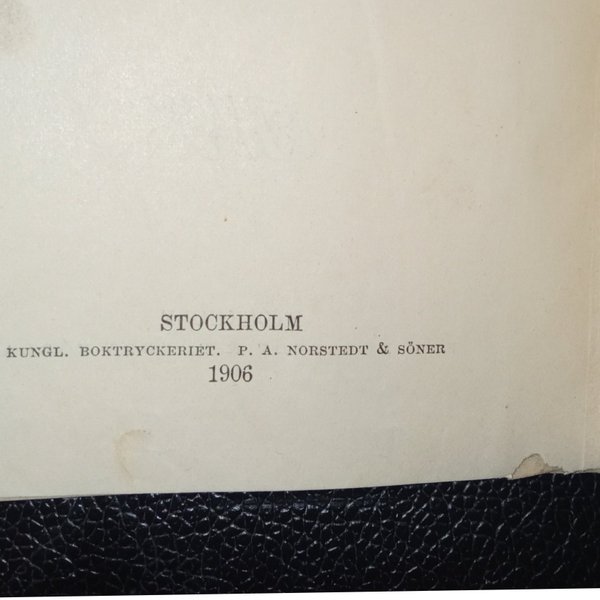 STOCKHOLM
KUNGL. BOKTRYCKERIET. P. A. NORSTEDT & SÖNER
1906